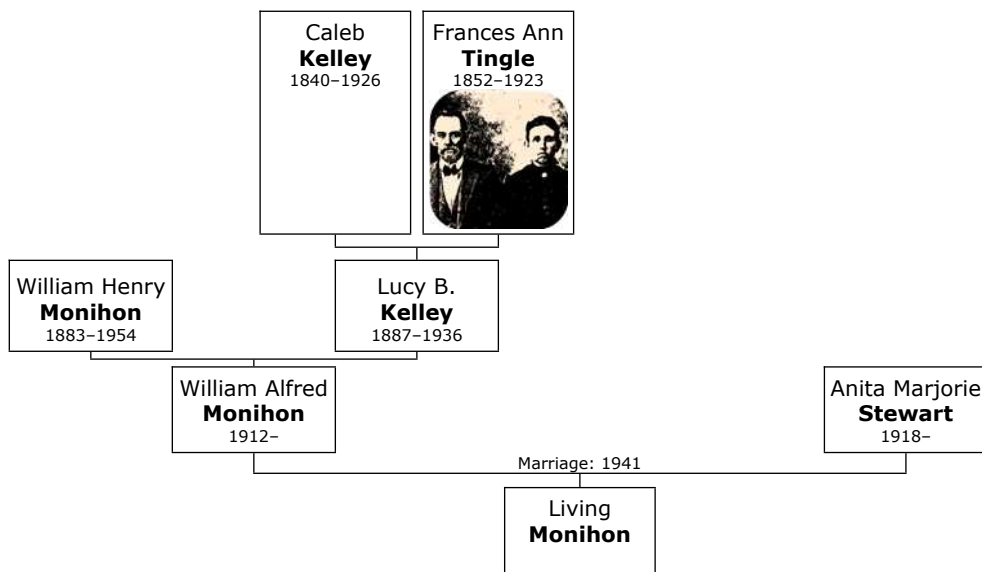 Caleb
Kelley
1840–1926
Frances Ann
Tingle
1852–1923
William Henry
Monihon
1883–1954
Lucy B.
Kelley
1887–1936
William Alfred
Monihon
1912–
Anita Marjorie
Stewart
1918–
Marriage: 1941
Living
Monihon